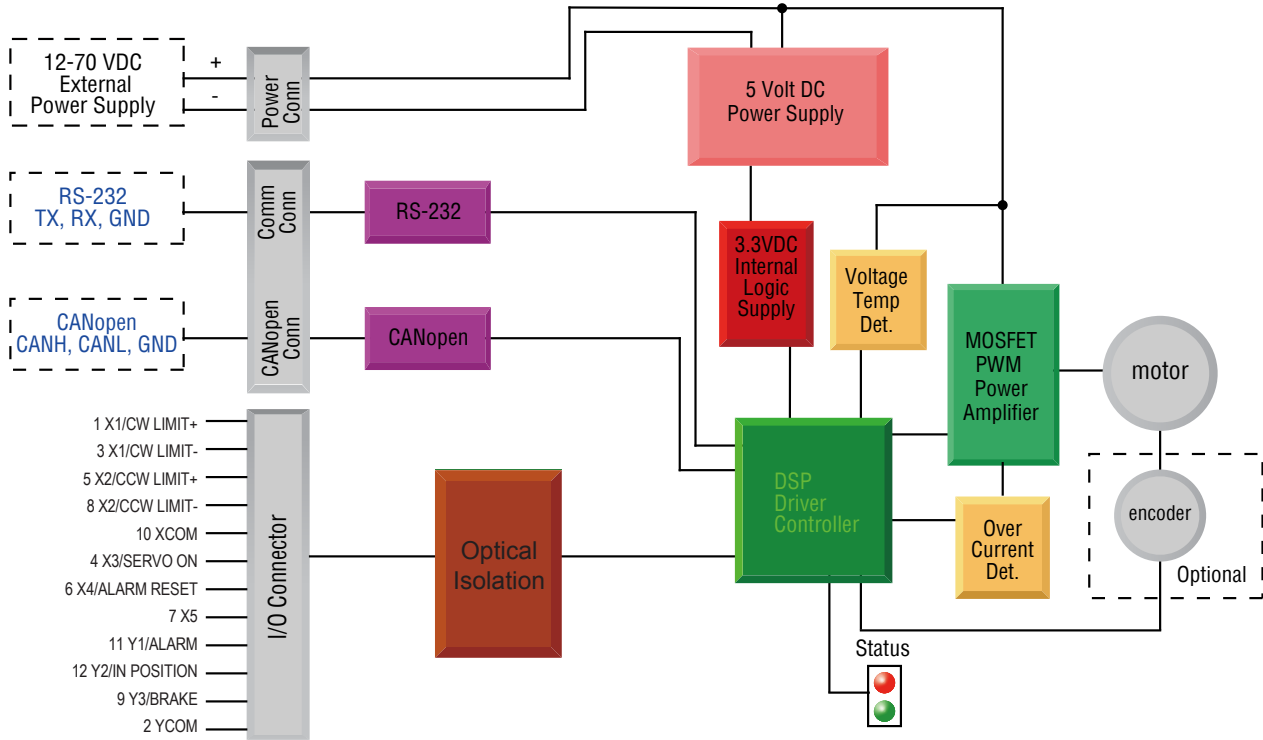 12-70 VDC
External
Power Supply
+
-
Power
Conn
5 Volt DC
Power Supply
RS-232
TX, RX, GND
Comm
Conn
RS-232
3.3VDC
Internal
Logic
Supply
Voltage
Temp
Det.
CANopen
CANH, CANL, GND
CANopen
Conn
CANopen
MOSFET
PWM
Power
Amplifier
motor
1 X1/CW LIMIT+
3 X1/CW LIMIT-
5 X2/CCW LIMIT+
8 X2/CCW LIMIT-
10 XCOM
4 X3/SERVO ON
6 X4/ALARM RESET
7 X5
11 Y1/ALARM
12 Y2/IN POSITION
9 Y3/BRAKE
2 YCOM
I/O Connector
Optical
Isolation
DSP
Driver
Controller
Over
Current
Det.
encoder
Optional
Status